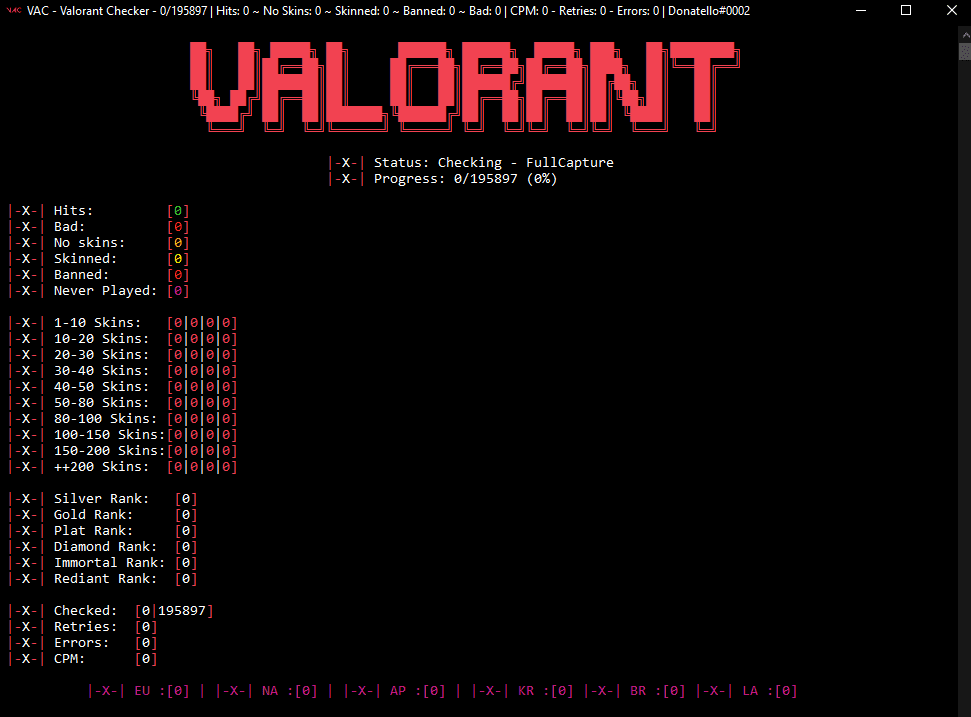 VAC - Valorant Checker - 0/195897 | Hits: 0 ~ No Skins: 0 ~ Skinned: 0 ~ Banned: 0 ~ Bad: 0 | CPM: 0 - Retries: 0 - Errors: 0 | Donatello#0002
VALORANT
|-X-| Status: Checking - FullCapture
|-X-| Progress: 0/195897 (0%)
|-X-| Hits: [0]
|-X-| Bad: [0]
|-X-| No skins: [0]
|-X-| Skinned: [0]
|-X-| Banned: [0]
|-X-| Never Played: [0]
|-X-| 1-10 Skins: [0|0|0|0]
|-X-| 10-20 Skins: [0|0|0|0]
|-X-| 20-30 Skins: [0|0|0|0]
|-X-| 30-40 Skins: [0|0|0|0]
|-X-| 40-50 Skins: [0|0|0|0]
|-X-| 50-80 Skins: [0|0|0|0]
|-X-| 80-100 Skins: [0|0|0|0]
|-X-| 100-150 Skins:[0|0|0|0]
|-X-| 150-200 Skins:[0|0|0|0]
|-X-| ++200 Skins: [0|0|0|0]
|-X-| Silver Rank: [0]
|-X-| Gold Rank: [0]
|-X-| Plat Rank: [0]
|-X-| Diamond Rank: [0]
|-X-| Immortal Rank: [0]
|-X-| Rediant Rank: [0]
|-X-| Checked: [0|195897]
|-X-| Retries: [0]
|-X-| Errors: [0]
|-X-| CPM: [0]
|-X-| EU :[0] | |-X-| NA :[0] | |-X-| AP :[0] | |-X-| KR :[0] |-X-| BR :[0] |-X-| LA :[0]